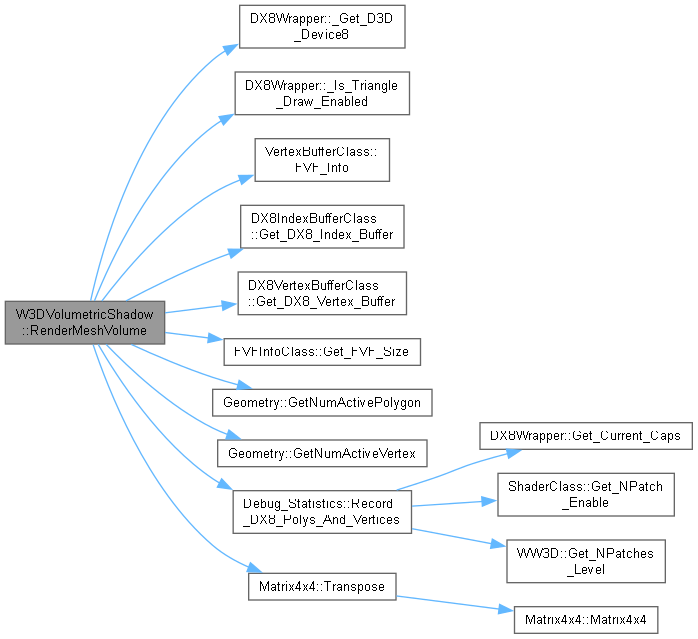 DX8Wrapper::_Get_D3D
_Device8
DX8Wrapper::_Is_Triangle
_Draw_Enabled
VertexBufferClass::
FVF_Info
DX8IndexBufferClass
::Get_DX8_Index_Buffer
W3DVolumetricShadow
::RenderMeshVolume
DX8VertexBufferClass
::Get_DX8_Vertex_Buffer
FVFInfoClass::Get_FVF_Size
Geometry::GetNumActivePolygon
Geometry::GetNumActiveVertex
Debug_Statistics::Record
_DX8_Polys_And_Vertices
DX8Wrapper::Get_Current_Caps
ShaderClass::Get_NPatch
_Enable
WW3D::Get_NPatches
_Level
Matrix4x4::Transpose
Matrix4x4::Matrix4x4